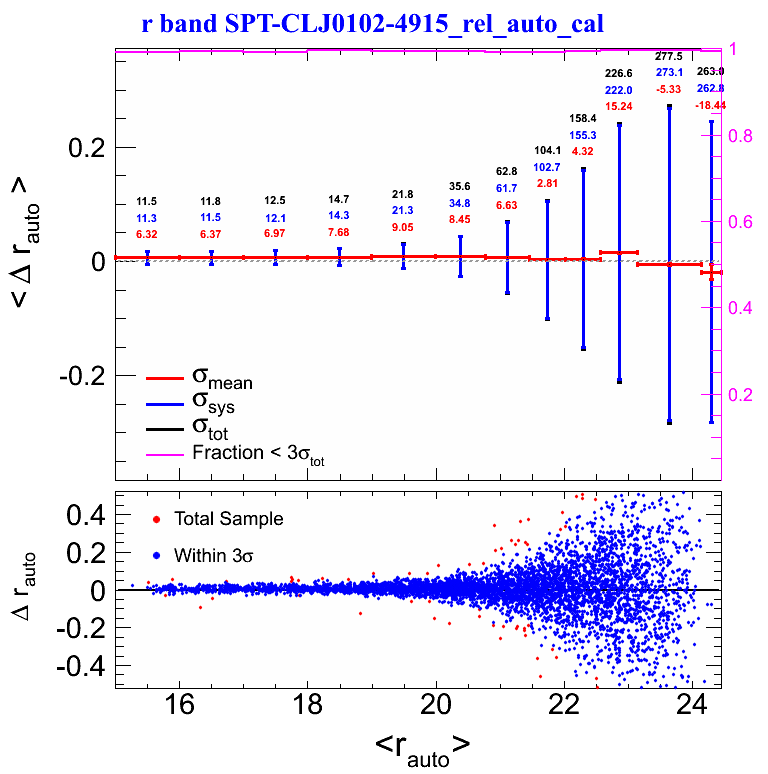 r band SPT-CLJ0102-4915_rel_auto_cal
277.5
1
226.6 273.1 263.0
222.0 -5.33 262.8
158.4 15.24 -18.44
155.3
104.1 4.32 0.8
102.7
62.8 2.81
61.7
35.6 6.63
0.2 34.8
21.8 8.45
14.7 21.3
11.5 11.8 12.5 14.3 9.05
11.3 11.5 12.1 7.68
6.32 6.37 6.97 0.6
< Δ r_auto >
0
0.4
-0.2
σ_mean
σ_sys 0.2
σ_tot
Fraction < 3σ_tot
0.4 Total Sample
0.2 Within 3σ
Δ r_auto
0
-0.2
-0.4
16 18 20 22 24
<r_auto>